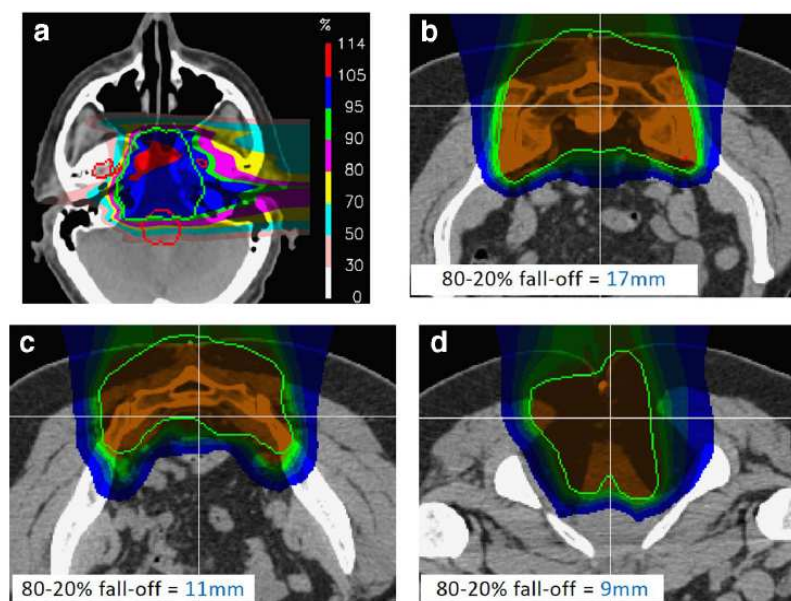 a
%
114
105
95
90
80
70
50
30
0
b
80-20% fall-off = 17mm
c
80-20% fall-off = 11mm
d
80-20% fall-off = 9mm